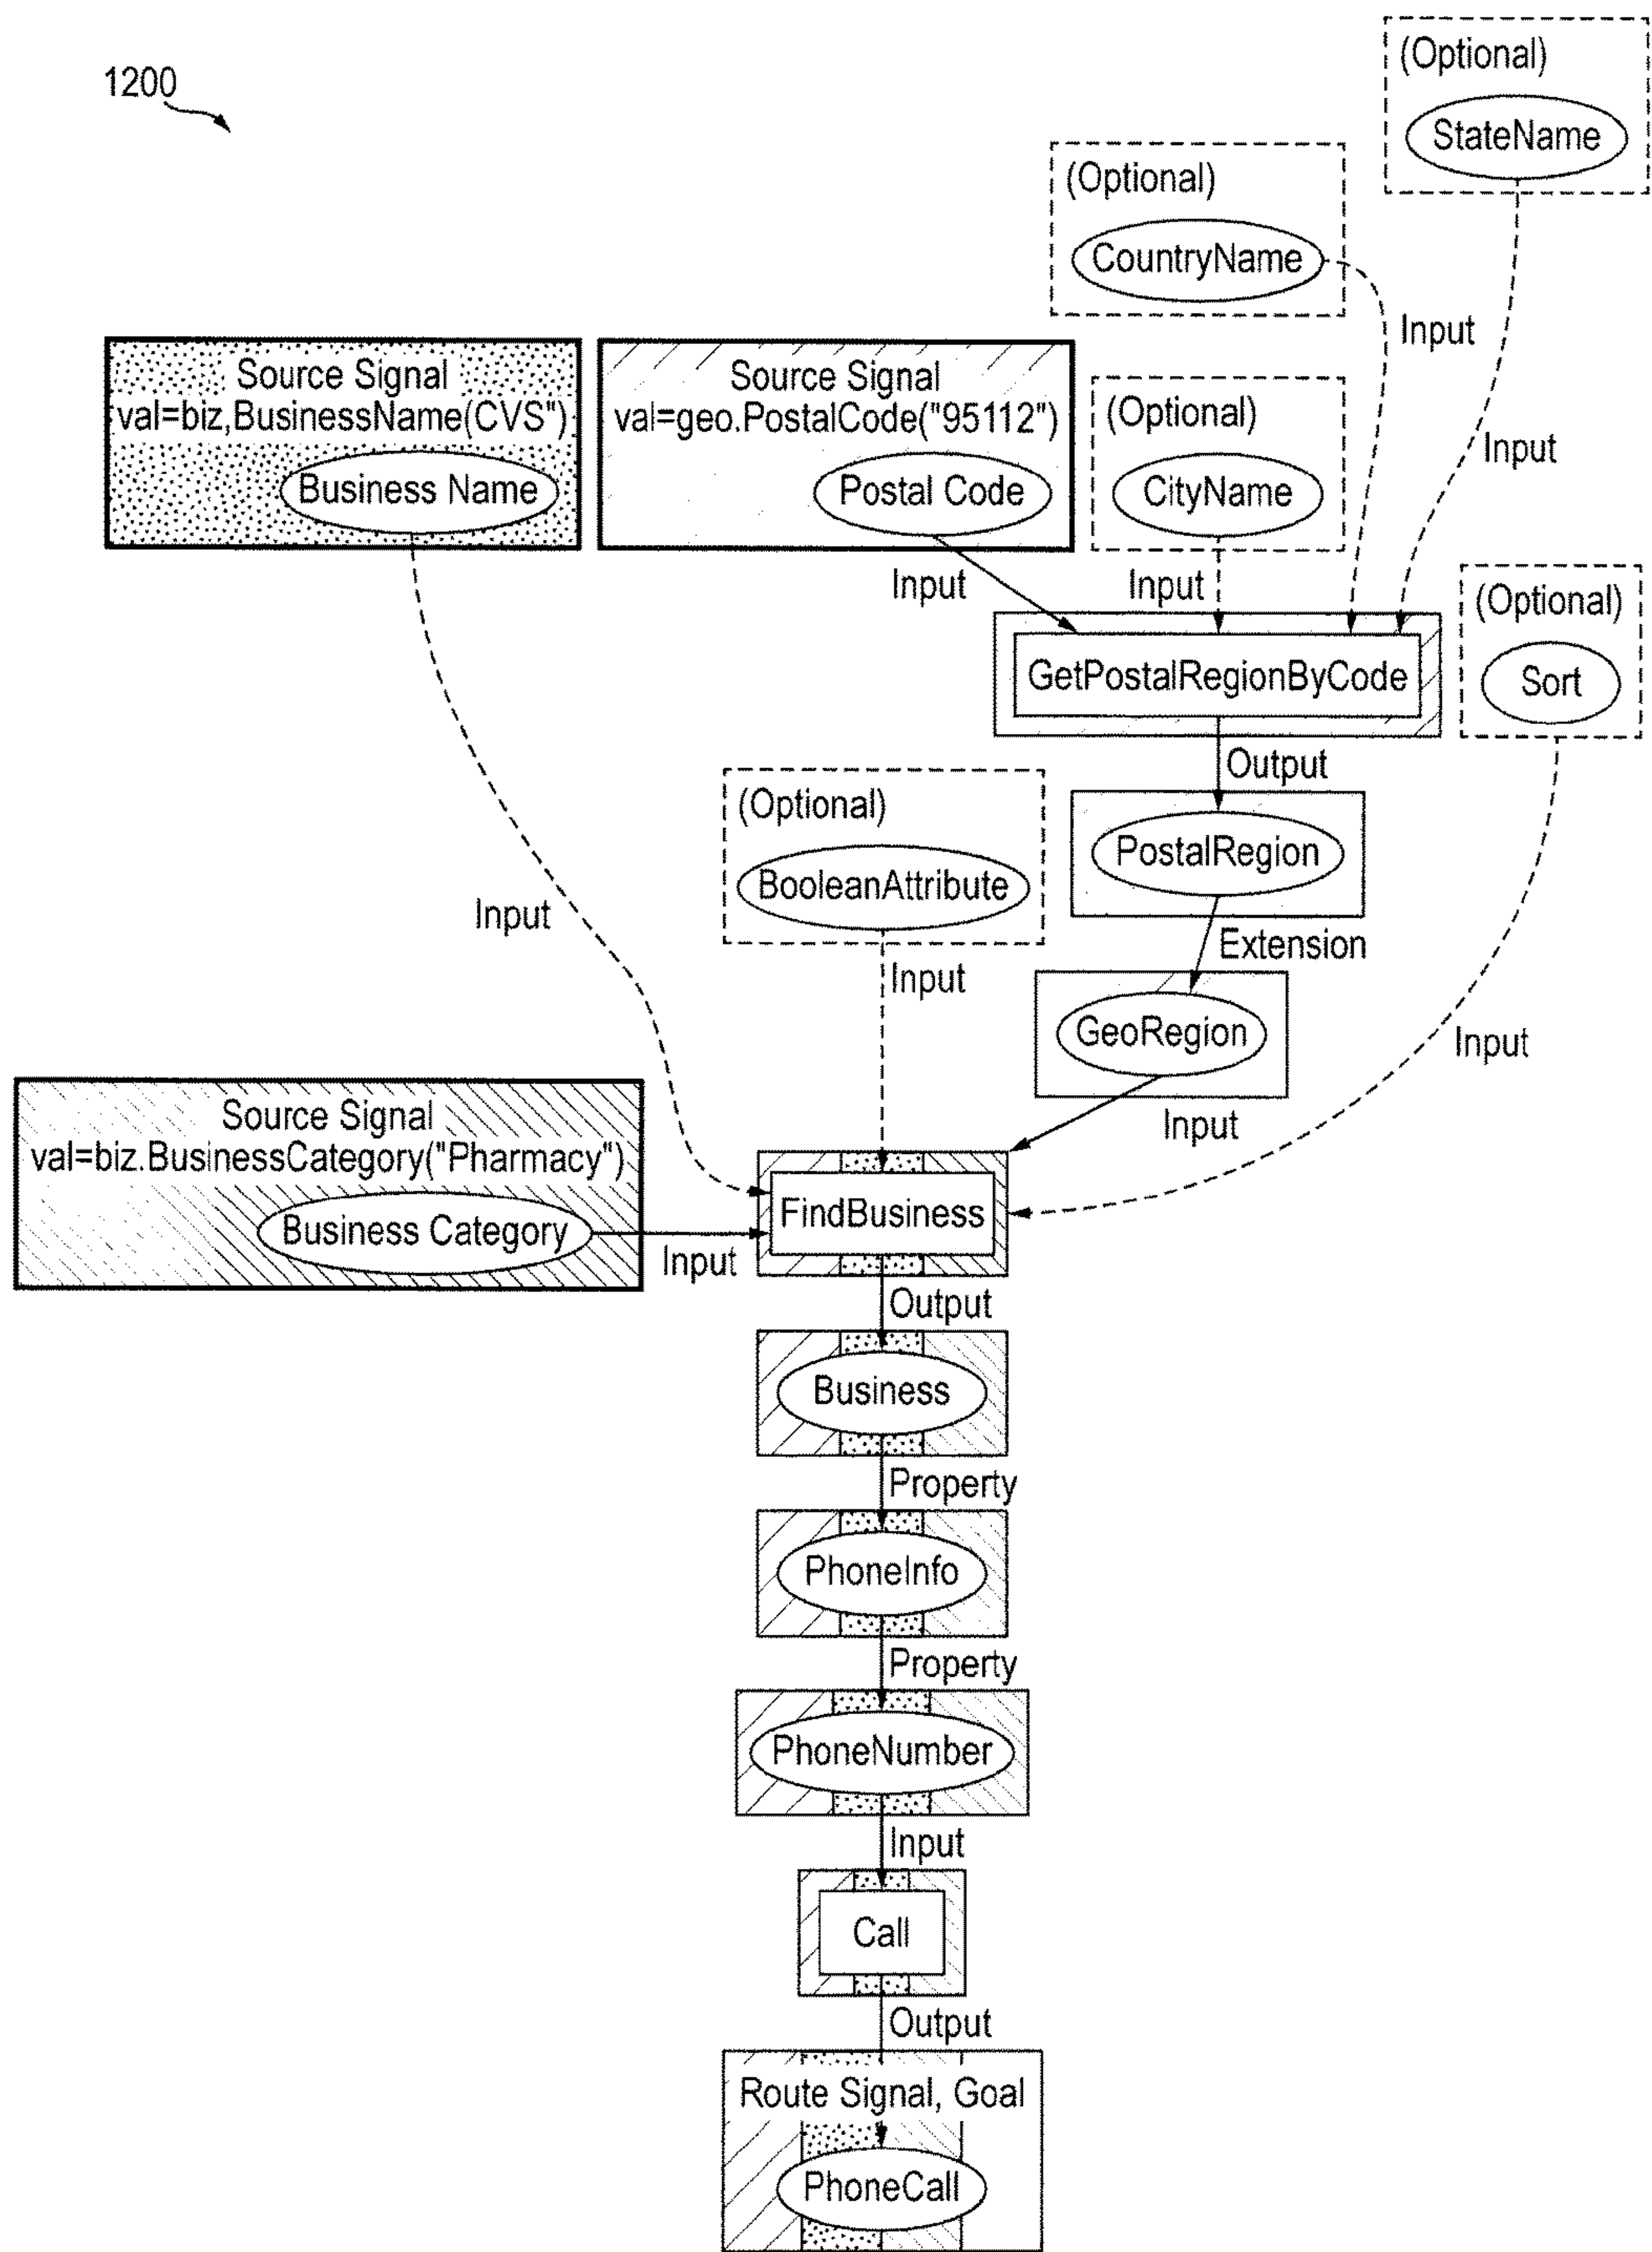 1200
(Optional)
StateName
(Optional)
CountryName
Input
Source Signal
val=biz,BusinessName(CVS")
Business Name
Source Signal
val=geo.PostalCode("95112")
Postal Code
(Optional)
CityName
Input
Input
Input
(Optional)
Sort
GetPostalRegionByCode
Output
(Optional)
BooleanAttribute
PostalRegion
Input
Extension
Input
GeoRegion
Input
Source Signal
val=biz.BusinessCategory("Pharmacy")
Business Category
Input
FindBusiness
Input
Output
Business
Property
PhoneInfo
Property
PhoneNumber
Input
Call
Output
Route Signal, Goal
PhoneCall